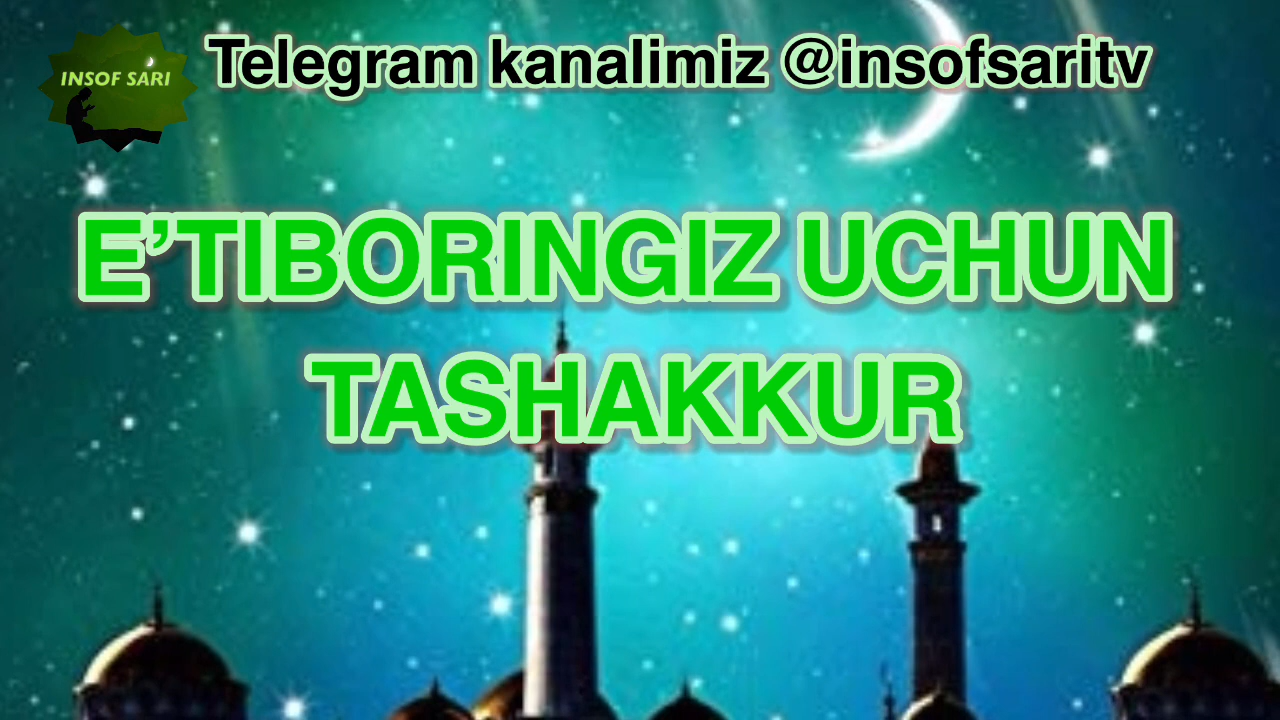 INSOF SARI
Telegram kanalimiz @insofsaritv
E’TIBORINGIZ UCHUN
TASHAKKUR